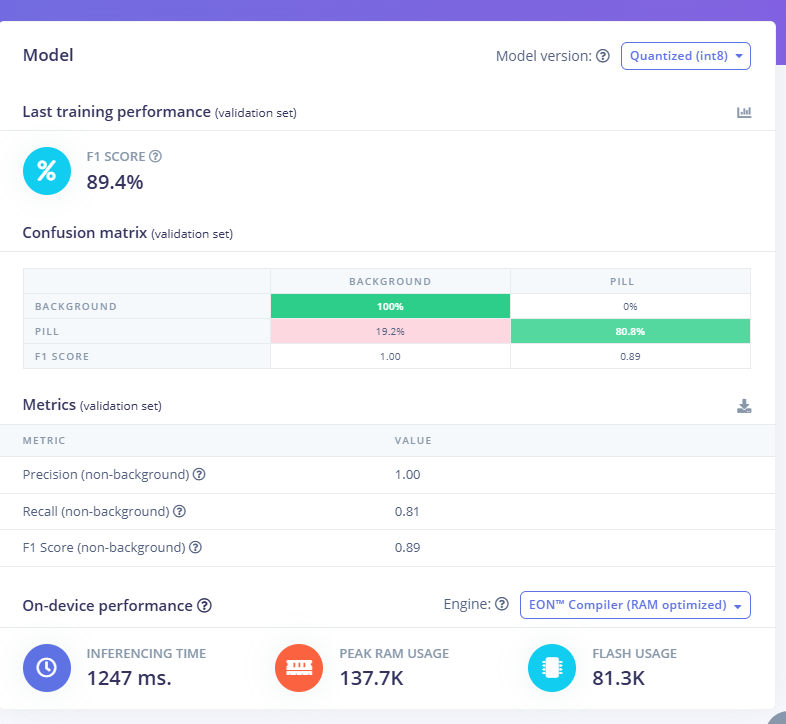 Model
Model version: Quantized (int8)
Last training performance (validation set)
%
F1 SCORE
89.4%
Confusion matrix (validation set)
BACKGROUND PILL
BACKGROUND 100% 0%
PILL 19.2% 80.8%
F1 SCORE 1.00 0.89
Metrics (validation set)
METRIC VALUE
Precision (non-background) 1.00
Recall (non-background) 0.81
F1 Score (non-background) 0.89
On-device performance
Engine: EON™ Compiler (RAM optimized)
INFERENCING TIME
1247 ms.
PEAK RAM USAGE
137.7K
FLASH USAGE
81.3K